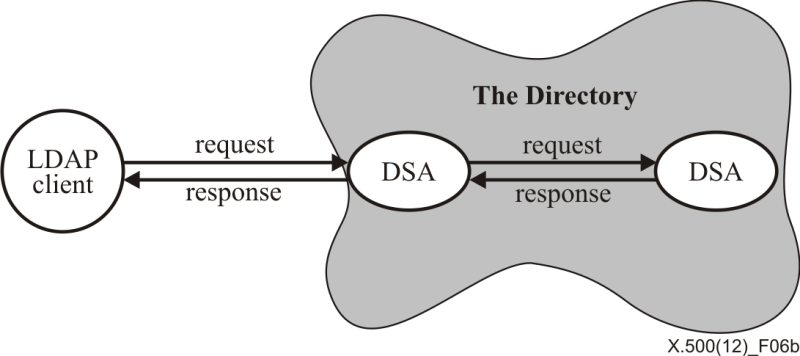 The Directory
LDAP
client
request
response
DSA
request
response
DSA
X.500(12)_F06b